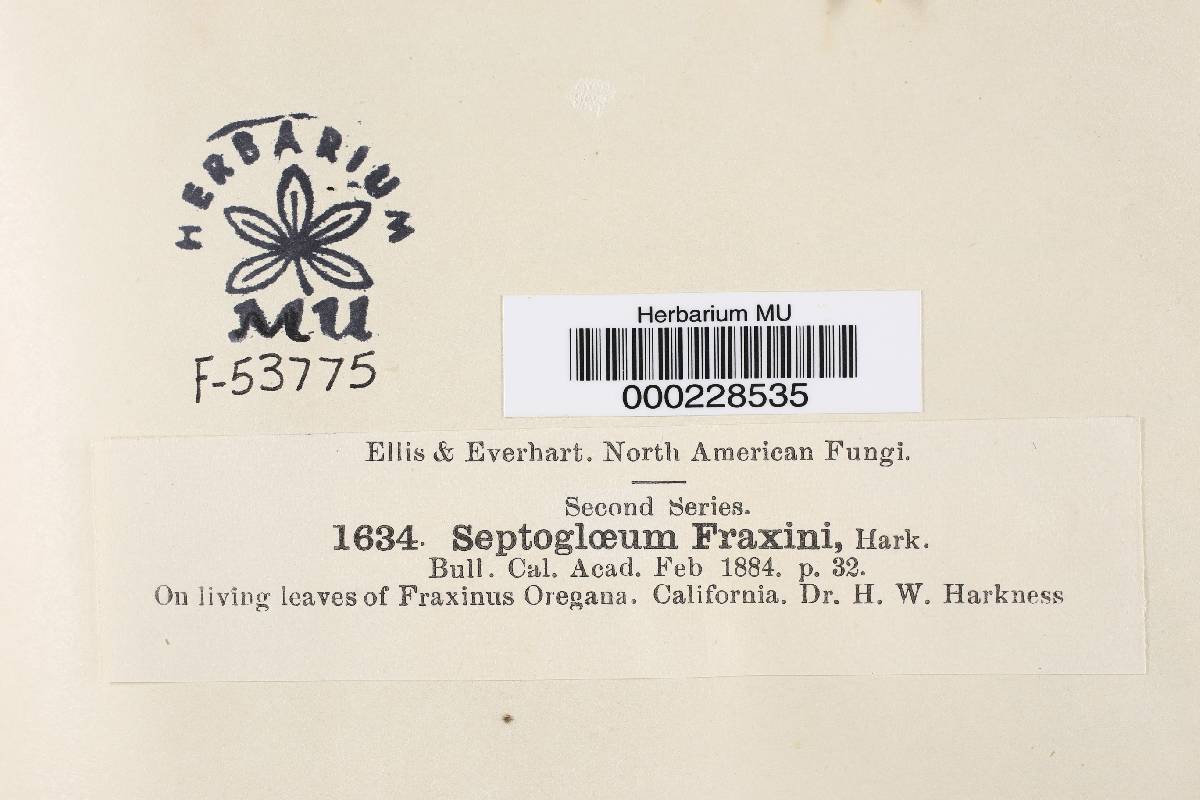 HERBARIUM
MU
F-53775
Herbarium MU
000228535
Ellis & Everhart. North American Fungi.
Second Series.
1634. Septoglœum Fraxini, Hark.
Bull. Cal. Acad. Feb 1884. p. 32.
On living leaves of Fraxinus Oregana. California. Dr. H. W. Harkness